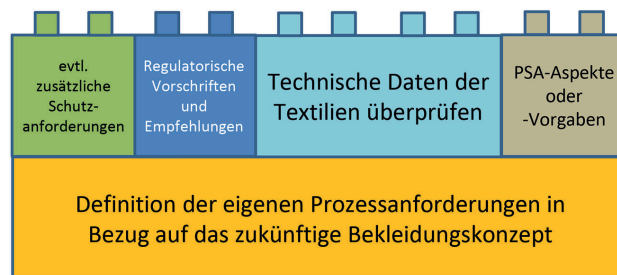 evtl.
zusätzliche
Schutz-
anforderungen
Regulatorische
Vorschriften
und
Empfehlungen
Technische Daten der
Textilien überprüfen
PSA-Aspekte
oder
-Vorgaben
Definition der eigenen Prozessanforderungen in
Bezug auf das zukünftige Bekleidungskonzept